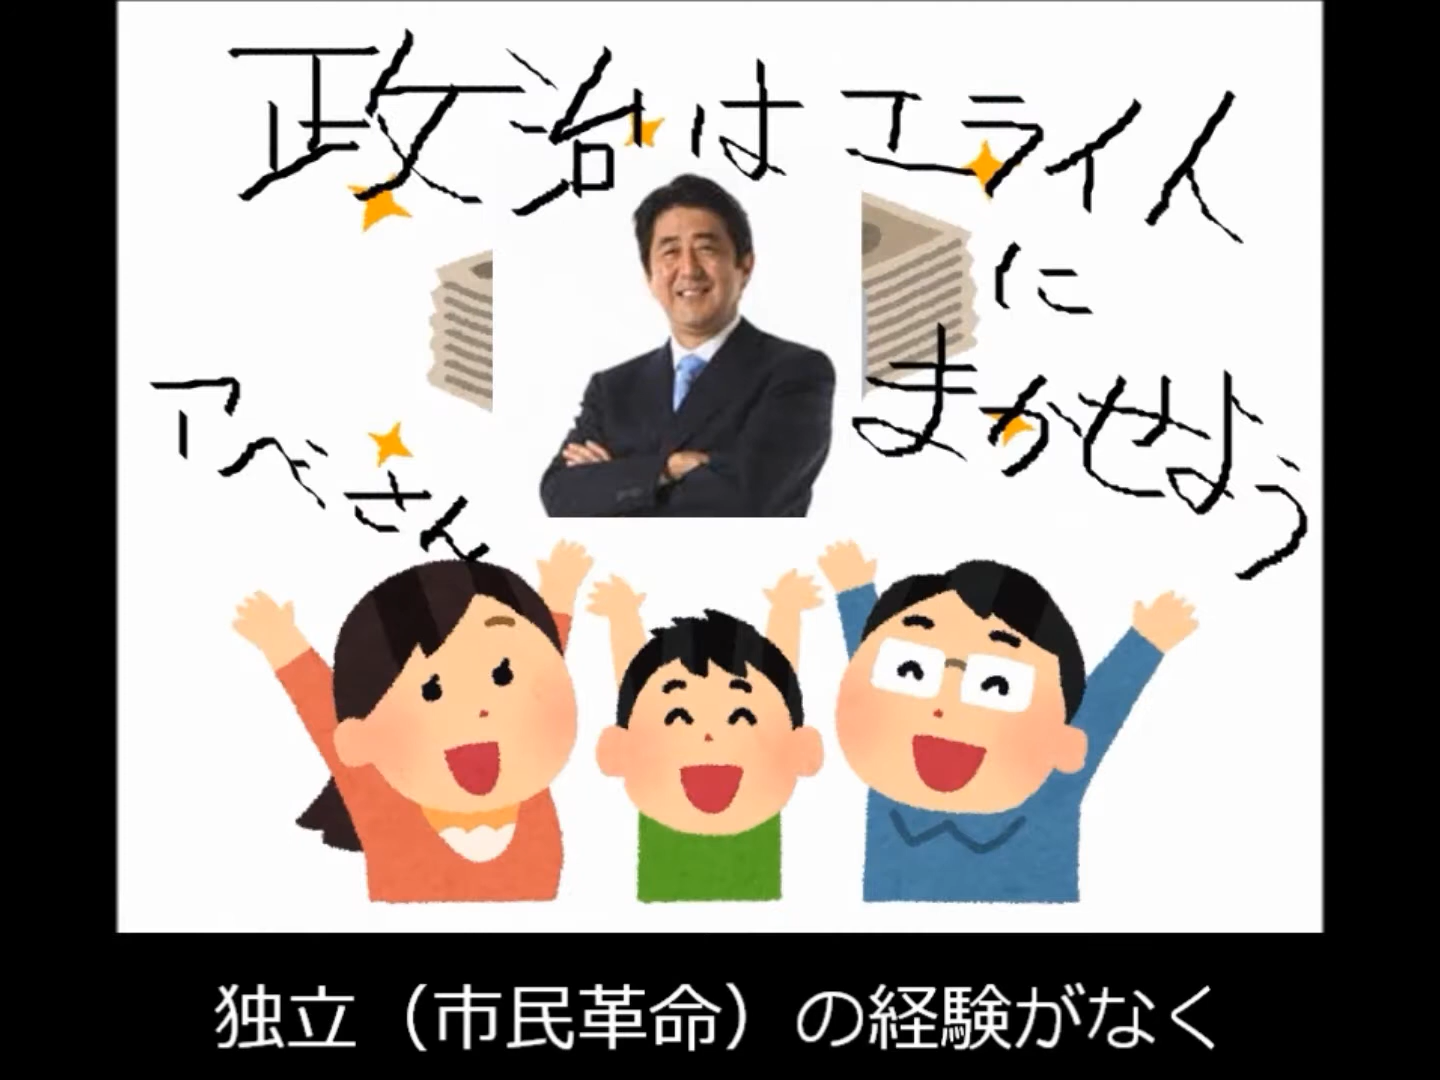 政治はエライ人
に
まかせよう
アベさん
独立（市民革命）の経験がなく